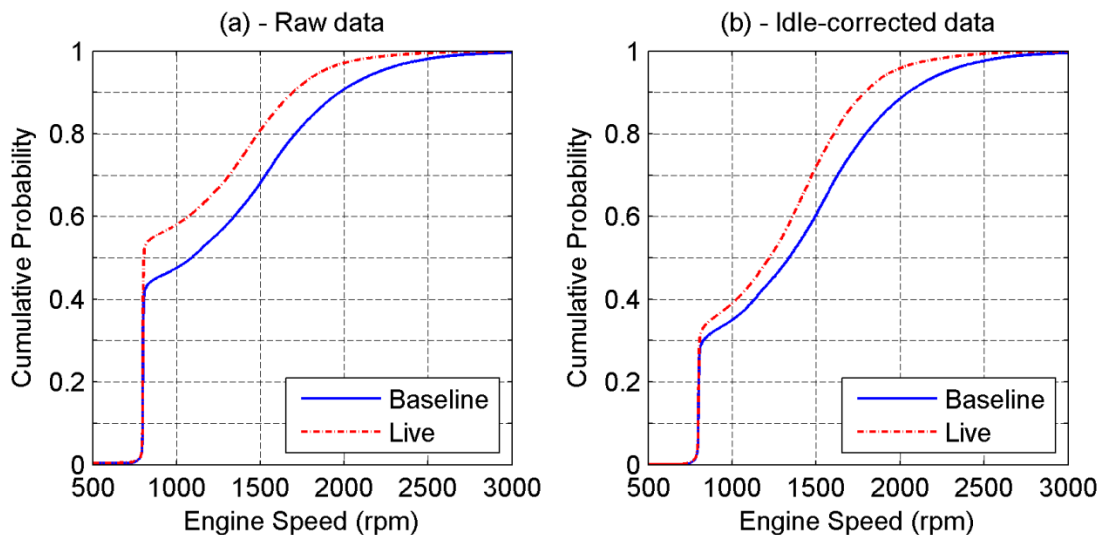 (a) - Raw data
Cumulative Probability
1
0.8
0.6
0.4
0.2
0
500 1000 1500 2000 2500 3000
Engine Speed (rpm)
Baseline
Live
(b) - Idle-corrected data
Cumulative Probability
1
0.8
0.6
0.4
0.2
0
500 1000 1500 2000 2500 3000
Engine Speed (rpm)
Baseline
Live